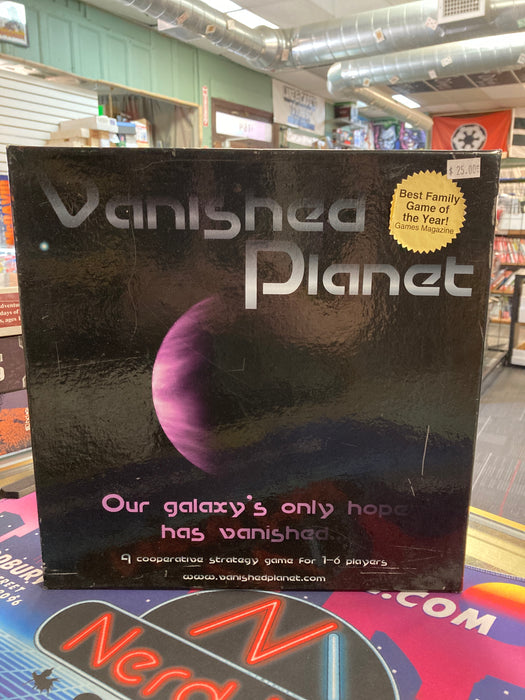 $ 25.00
Best Family
Game of
the Year!
Games Magazine
Vanished
Planet
Our galaxy's only hope
has vanished...
A cooperative strategy game for 1-6 players
www.vanishedplanet.com
.COM
Nerd